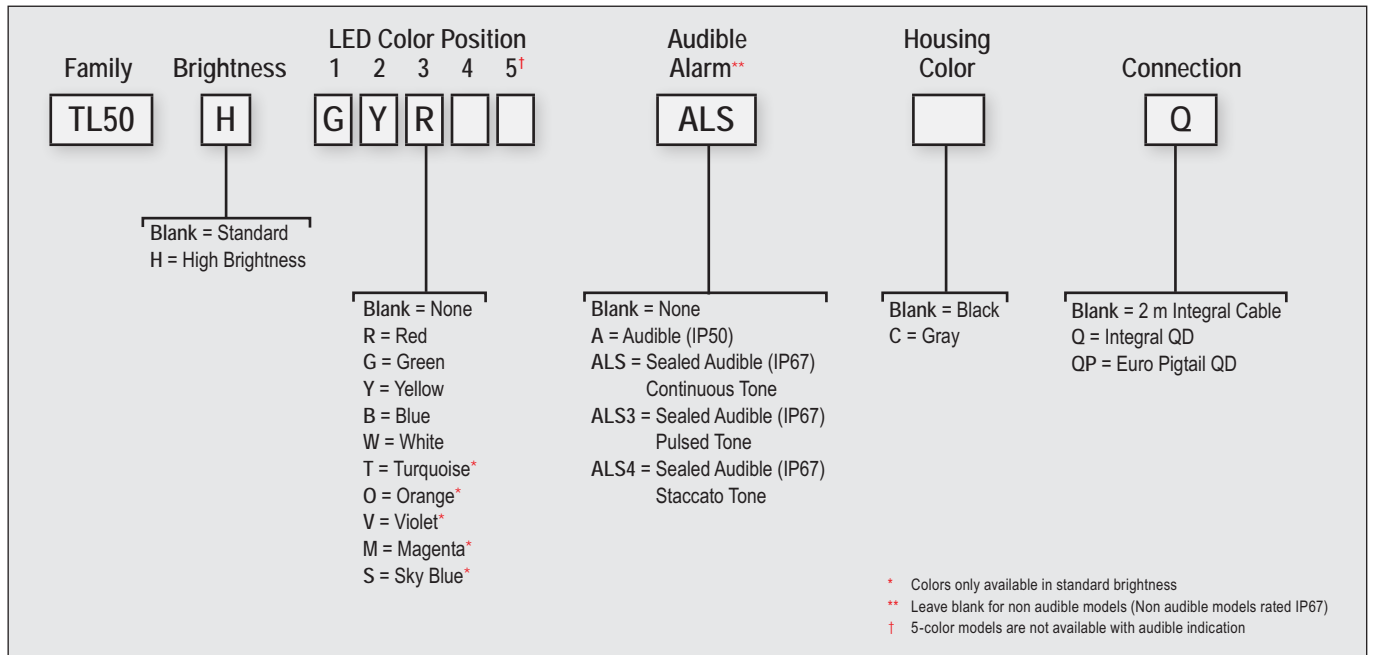 LED Color Position
Audible
Housing
Family Brightness 1 2 3 4 5† Alarm** Color Connection
TL50 H G Y R ALS Q
Blank = Standard
H = High Brightness
Blank = None
R = Red
G = Green
Y = Yellow
B = Blue
W = White
T = Turquoise*
O = Orange*
V = Violet*
M = Magenta*
S = Sky Blue*
Blank = None
A = Audible (IP50)
ALS = Sealed Audible (IP67)
Continuous Tone
ALS3 = Sealed Audible (IP67)
Pulsed Tone
ALS4 = Sealed Audible (IP67)
Staccato Tone
Blank = Black
C = Gray
Blank = 2 m Integral Cable
Q = Integral QD
QP = Euro Pigtail QD
* Colors only available in standard brightness
** Leave blank for non audible models (Non audible models rated IP67)
† 5-color models are not available with audible indication